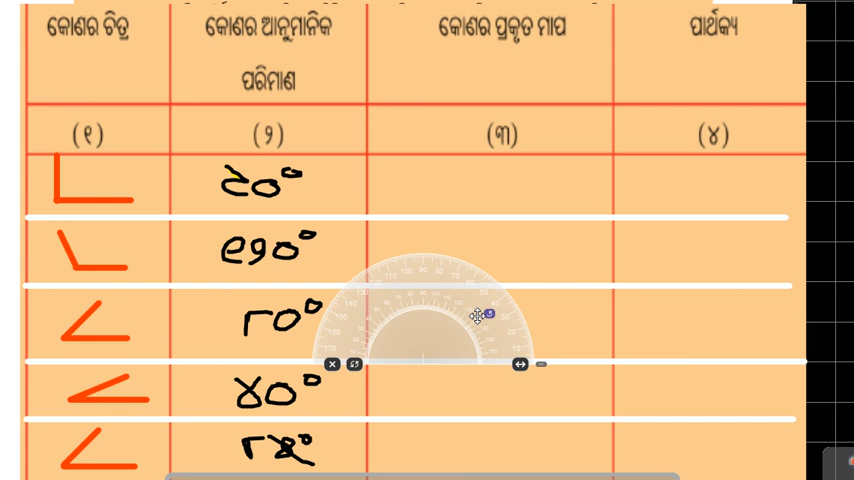 କୋଣର ଚିତ୍ର କୋଣର ଆନୁମାନିକ ପରିମାଣ କୋଣର ପ୍ରକୃତ ମାପ ପାର୍ଥକ୍ୟ
(୧) (୨) (୩) (୪)
୯୦°
୧୨୦°
୮୦°
୪୦°